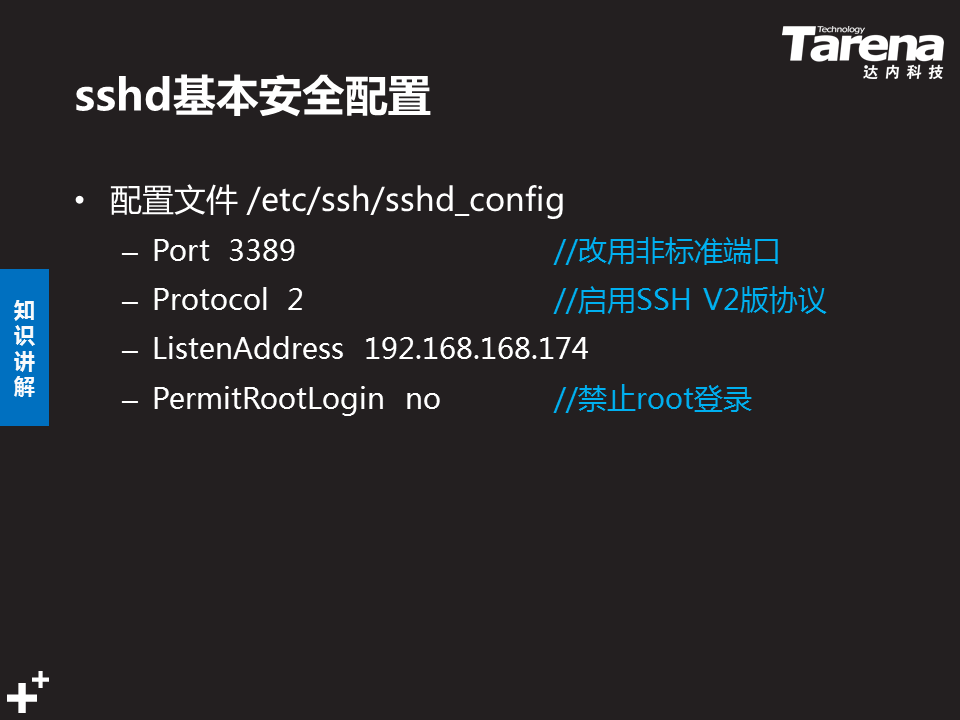 Technology
Tarena
达内科技
sshd基本安全配置
• 配置文件 /etc/ssh/sshd_config
– Port 3389 //改用非标准端口
– Protocol 2 //启用SSH V2版协议
– ListenAddress 192.168.168.174
– PermitRootLogin no //禁止root登录
知识讲解